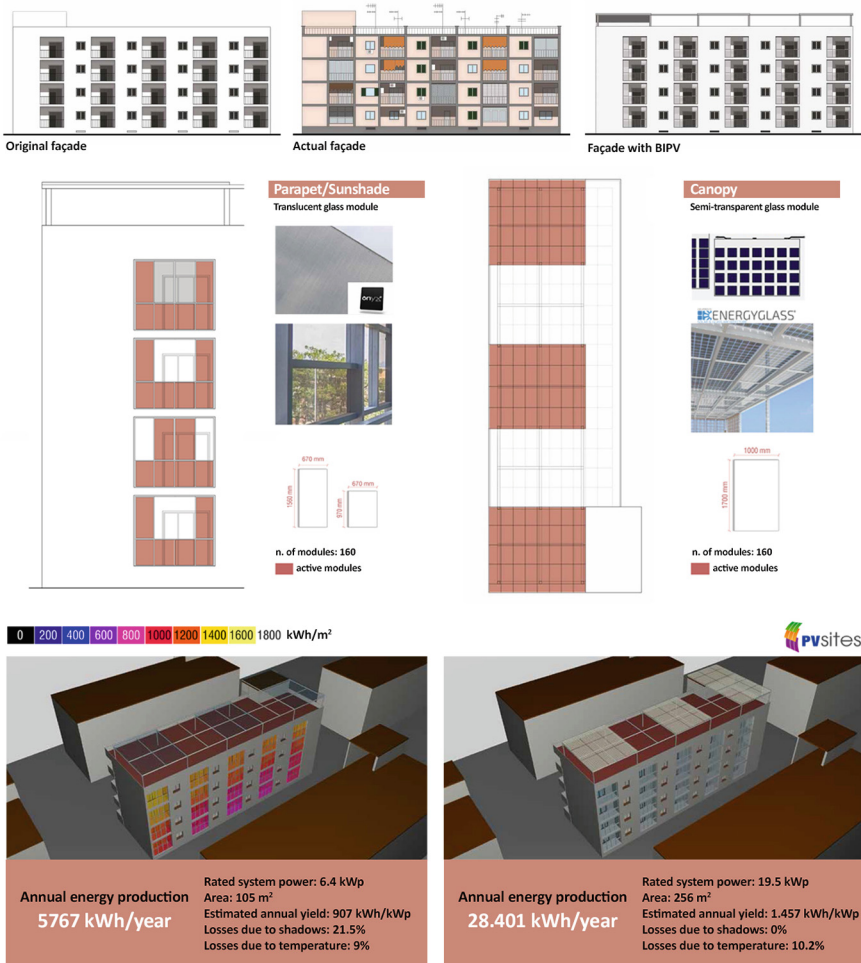 Original façade
Actual façade
Façade with BIPV
Parapet/Sunshade
Translucent glass module
onyx
670 mm
1560 mm
670 mm
970 mm
n. of modules: 160
active modules
Canopy
Semi-transparent glass module
ENERGYGLASS
1000 mm
1700 mm
n. of modules: 160
active modules
0 200 400 600 800 1000 1200 1400 1600 1800 kWh/m²
PVsites
Annual energy production
5767 kWh/year
Rated system power: 6.4 kWp
Area: 105 m²
Estimated annual yield: 907 kWh/kWp
Losses due to shadows: 21.5%
Losses due to temperature: 9%
Annual energy production
28.401 kWh/year
Rated system power: 19.5 kWp
Area: 256 m²
Estimated annual yield: 1.457 kWh/kWp
Losses due to shadows: 0%
Losses due to temperature: 10.2%